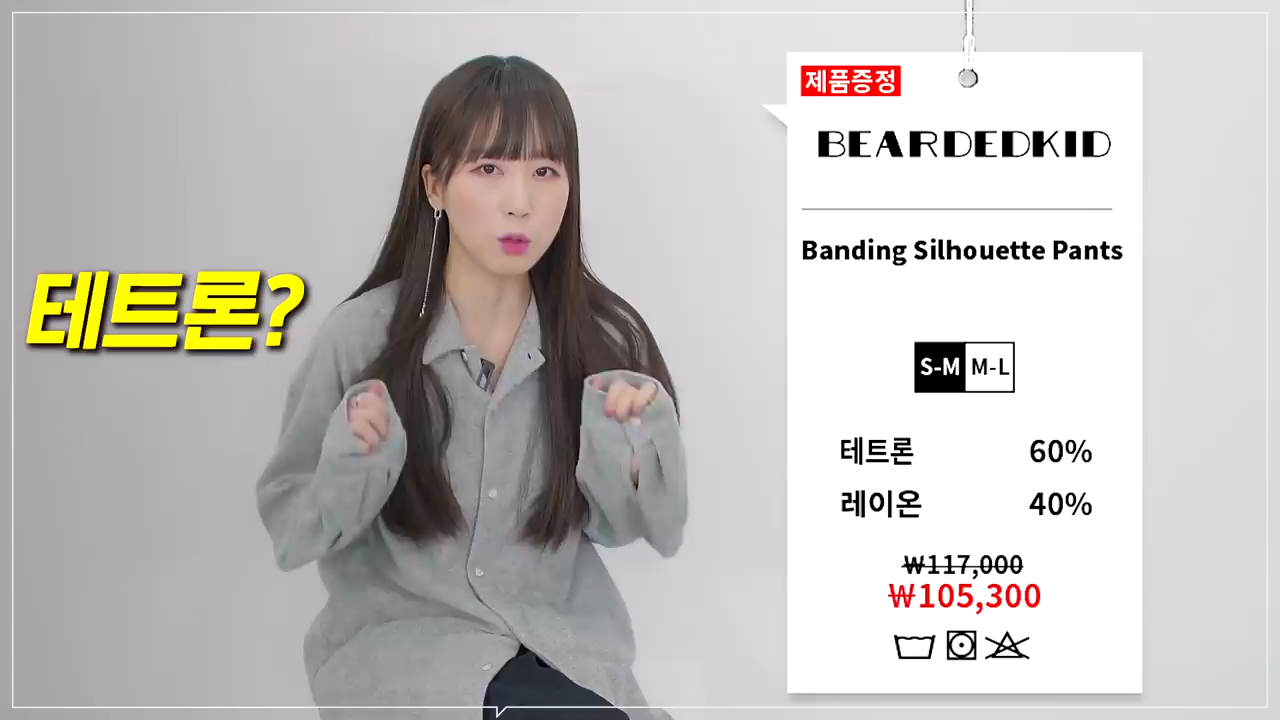 테트론?
제품증정
BEARDEDKID
Banding Silhouette Pants
S-M M-L
테트론 60%
레이온 40%
₩117,000
₩105,300